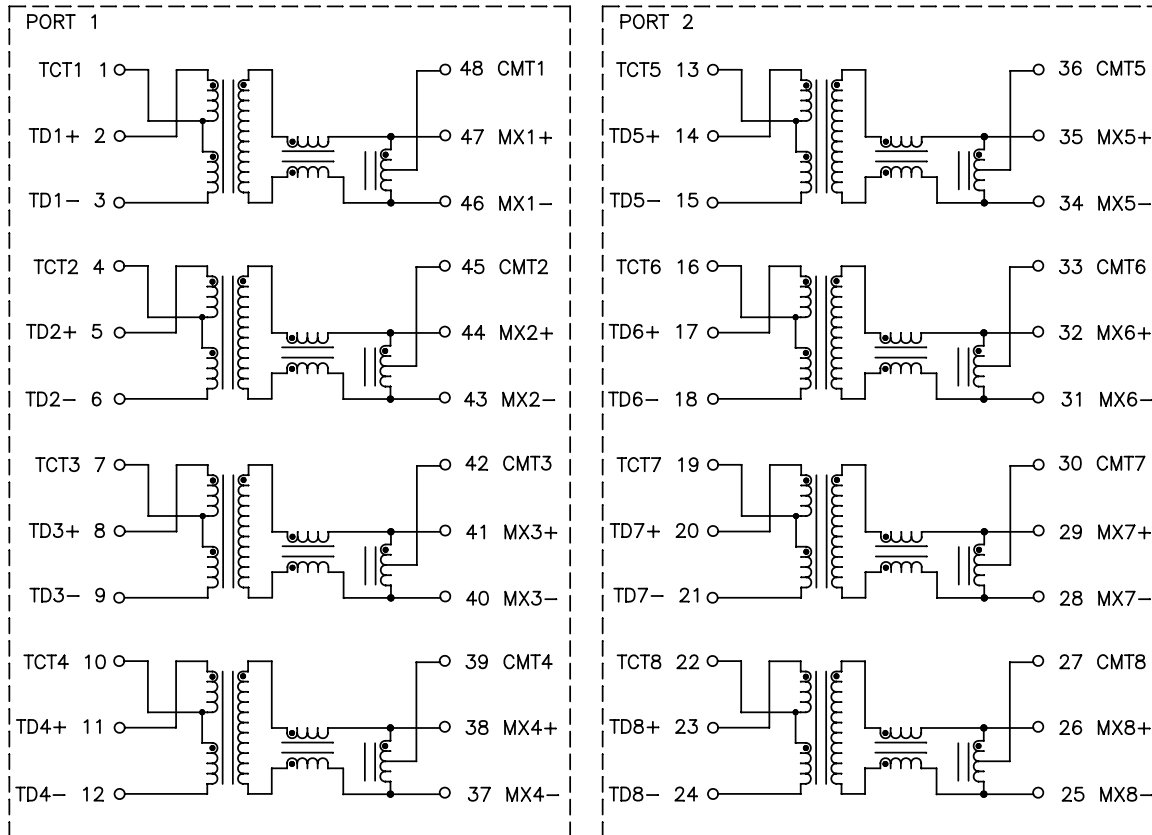 PORT 1
TCT1 1
48 CMT1
TD1+ 2
47 MX1+
TD1− 3
46 MX1−
TCT2 4
45 CMT2
TD2+ 5
44 MX2+
TD2− 6
43 MX2−
TCT3 7
42 CMT3
TD3+ 8
41 MX3+
TD3− 9
40 MX3−
TCT4 10
39 CMT4
TD4+ 11
38 MX4+
TD4− 12
37 MX4−
PORT 2
TCT5 13
36 CMT5
TD5+ 14
35 MX5+
TD5− 15
34 MX5−
TCT6 16
33 CMT6
TD6+ 17
32 MX6+
TD6− 18
31 MX6−
TCT7 19
30 CMT7
TD7+ 20
29 MX7+
TD7− 21
28 MX7−
TCT8 22
27 CMT8
TD8+ 23
26 MX8+
TD8− 24
25 MX8−